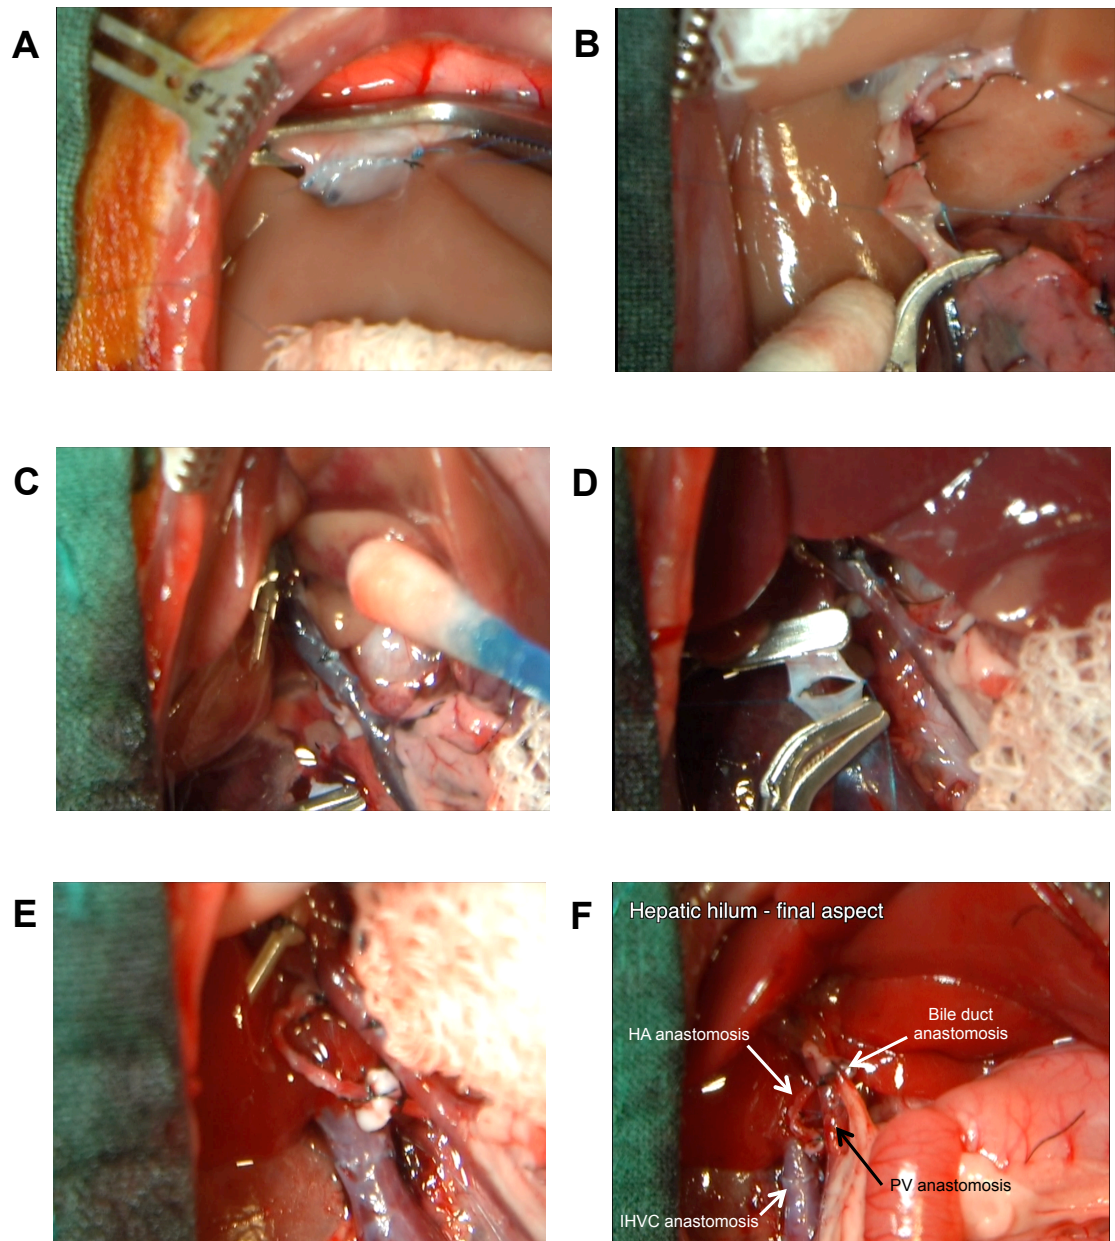 A
B
C
D
E
F
Hepatic hilum - final aspect
Bile duct
anastomosis
HA anastomosis
PV anastomosis
IHVC anastomosis